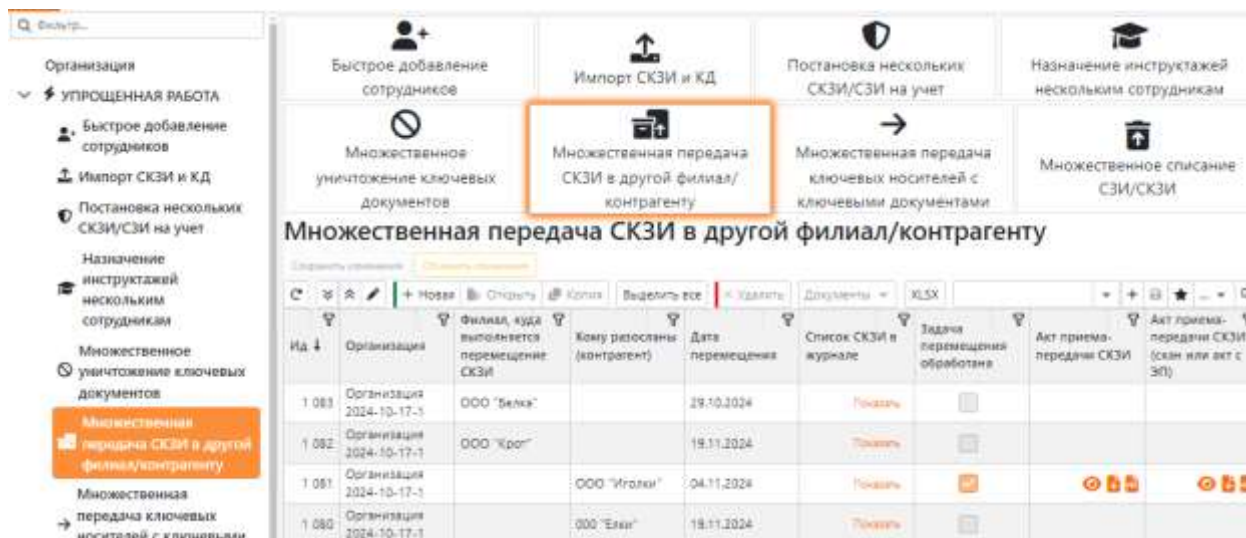 Фильтр...
Организация
УПРОЩЕННАЯ РАБОТА
Быстрое добавление
сотрудников
Импорт СКЗИ и КД
Постановка нескольких
СКЗИ/СЗИ на учет
Назначение
инструктажей
нескольким
сотрудникам
Множественное
уничтожение ключевых
документов
Множественная
передача СКЗИ в другой
филиал/контрагенту
Множественная
передача ключевых
носителей с ключевыми
Быстрое добавление
сотрудников
Импорт СКЗИ и КД
Постановка нескольких
СКЗИ/СЗИ на учет
Назначение инструктажей
нескольким сотрудникам
Множественное
уничтожение ключевых
документов
Множественная передача
СКЗИ в другой филиал/
контрагенту
Множественная передача
ключевых носителей с
ключевыми документами
Множественное списание
СЗИ/СКЗИ
Множественная передача СКЗИ в другой филиал/контрагенту
Сохранить изменения Отменить изменения
+ Новая Открыть Копия Выделить все × Удалить Документы XLSX
Ид Организация Филиал, куда выполняется перемещение СКЗИ Кому разосланы (контрагент) Дата перемещения Список СКЗИ в журнале Задача перемещения обработана Акт приема-передачи СКЗИ Акт приема-передачи СКЗИ (скан или акт с ЭП)
1 083 Организация 2024-10-17-1 ООО "Белка" 29.10.2024 Показать
1 082 Организация 2024-10-17-1 ООО "Крот" 19.11.2024 Показать
1 081 Организация 2024-10-17-1 ООО "Иголки" 04.11.2024 Показать
1 080 Организация 2024-10-17-1 ООО "Елки" 19.11.2024 Показать